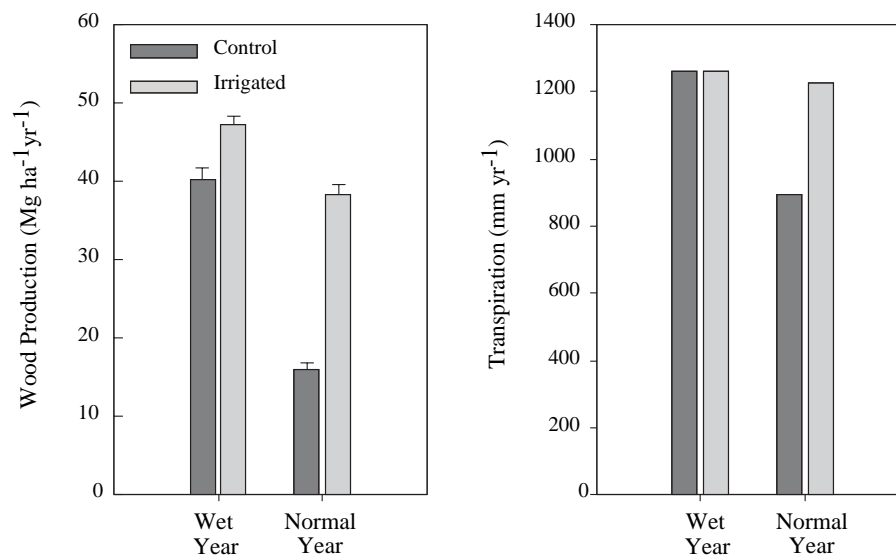 60
50
40
30
20
10
0
Wood Production (Mg ha⁻¹yr⁻¹)
Control
Irrigated
Wet
Year
Normal
Year
1400
1200
1000
800
600
400
200
0
Transpiration (mm yr⁻¹)
Wet
Year
Normal
Year